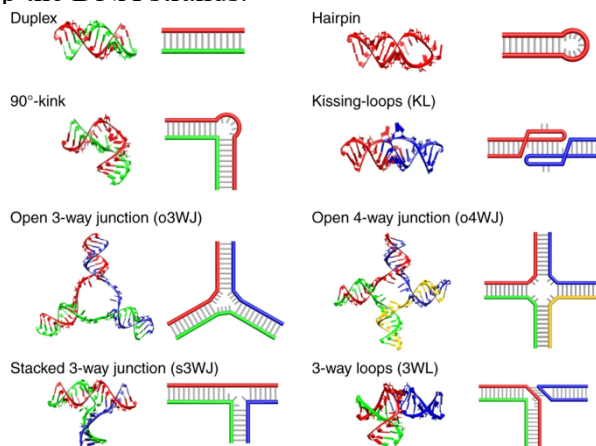 Duplex
Hairpin
90°-kink
Kissing-loops (KL)
Open 3-way junction (o3WJ)
Open 4-way junction (o4WJ)
Stacked 3-way junction (s3WJ)
3-way loops (3WL)